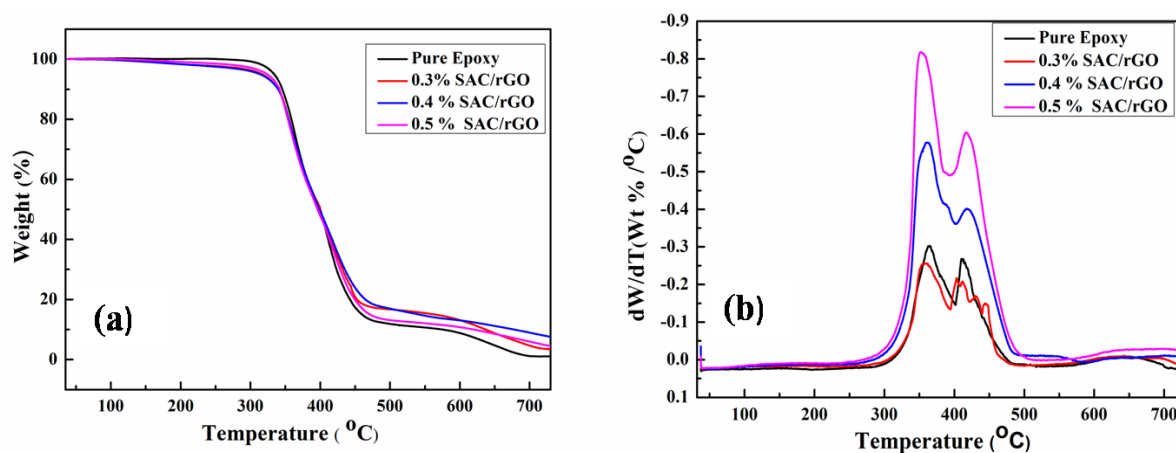 100
80
60
40
20
0
Weight (%)
Pure Epoxy
0.3% SAC/rGO
0.4 % SAC/rGO
0.5 % SAC/rGO
(a)
100 200 300 400 500 600 700
Temperature ( °C)
-0.9
-0.8
-0.7
-0.6
-0.5
-0.4
-0.3
-0.2
-0.1
0.0
0.1
dW/dT(Wt % /°C)
Pure Epoxy
0.3% SAC/rGO
0.4 % SAC/rGO
0.5 % SAC/rGO
(b)
100 200 300 400 500 600 700
Temperature (°C)